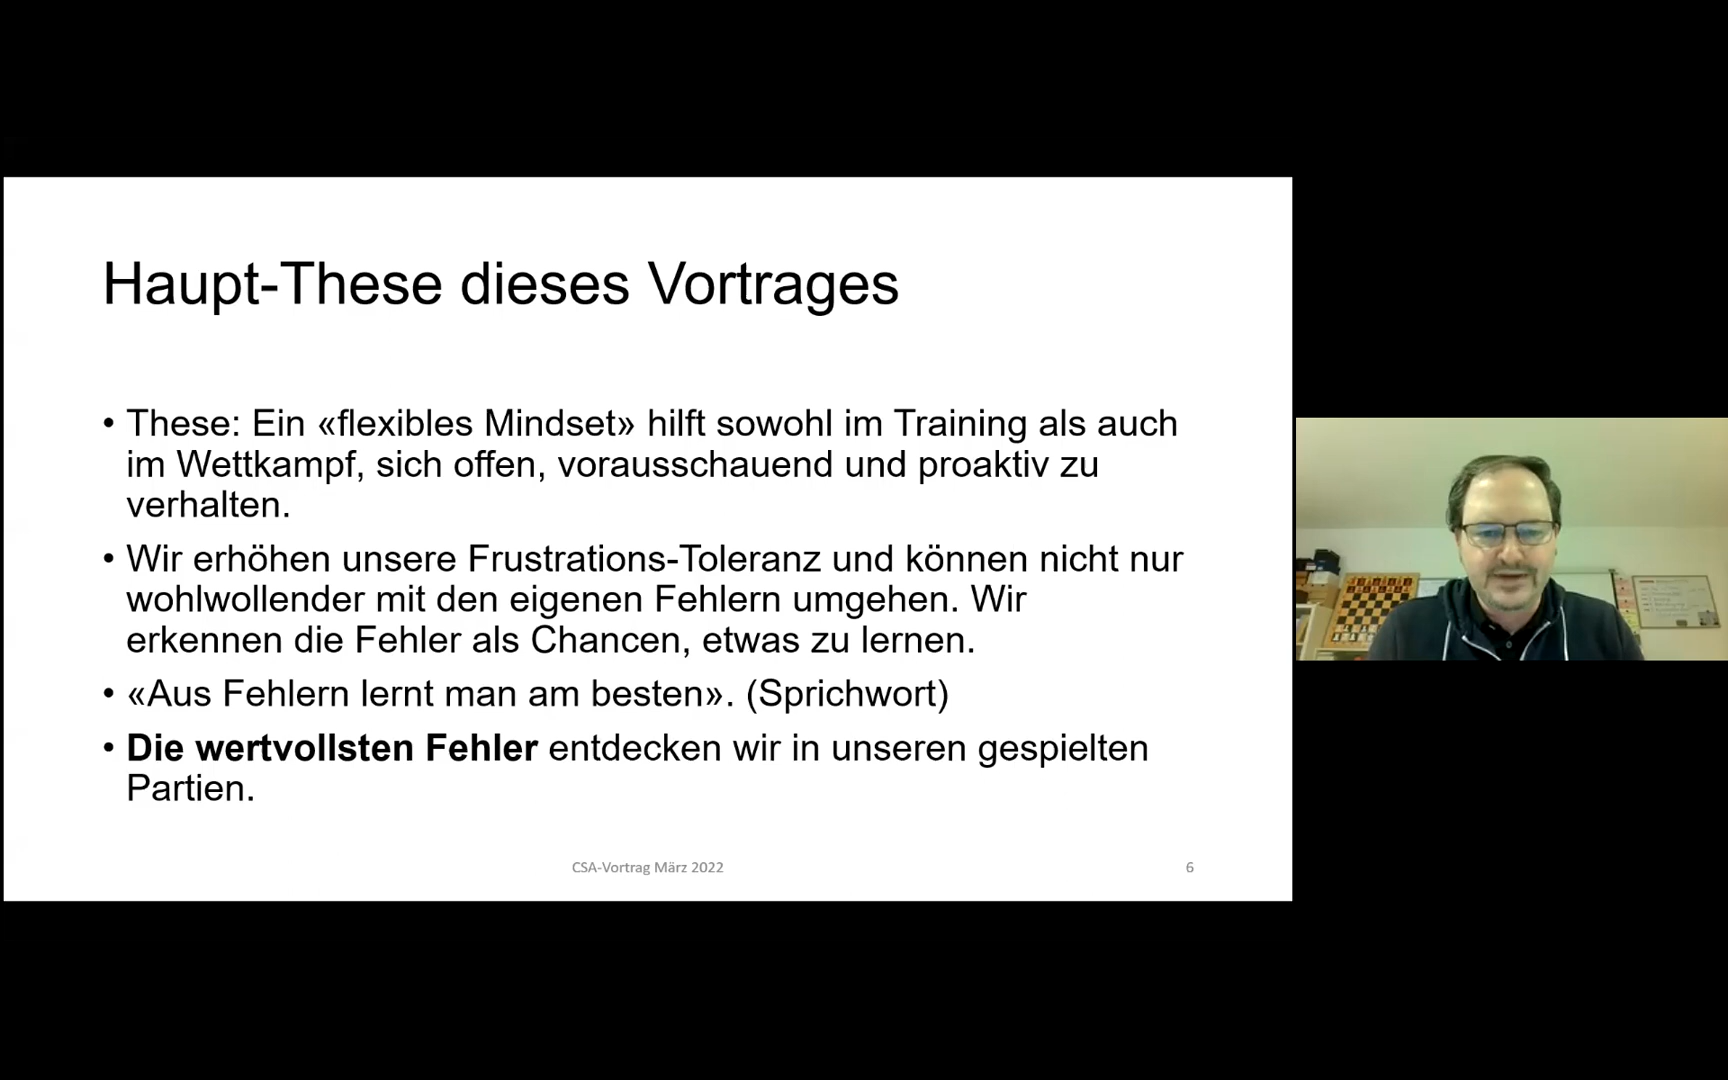 Haupt-These dieses Vortrages
• These: Ein «flexibles Mindset» hilft sowohl im Training als auch
im Wettkampf, sich offen, vorausschauend und proaktiv zu
verhalten.
• Wir erhöhen unsere Frustrations-Toleranz und können nicht nur
wohlwollender mit den eigenen Fehlern umgehen. Wir
erkennen die Fehler als Chancen, etwas zu lernen.
• «Aus Fehlern lernt man am besten». (Sprichwort)
• Die wertvollsten Fehler entdecken wir in unseren gespielten
Partien.
CSA-Vortrag März 2022
6